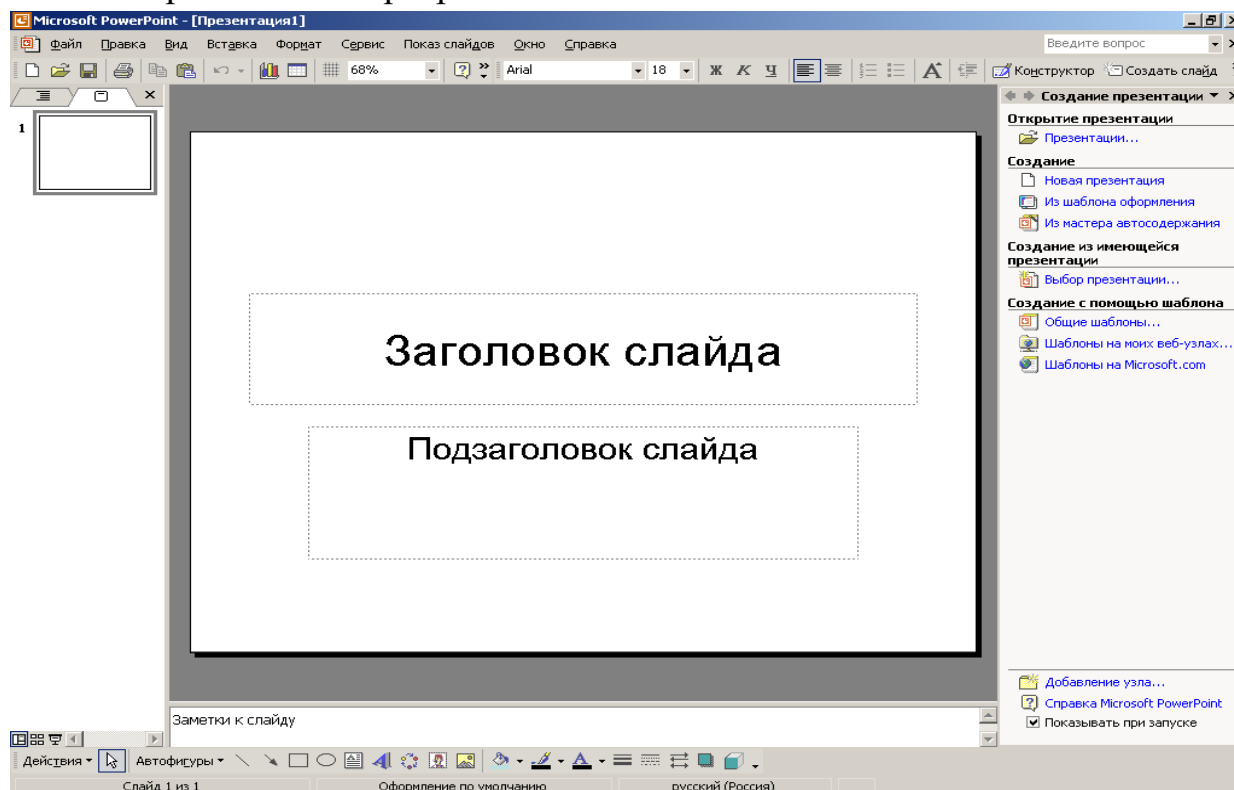 Microsoft PowerPoint - [Презентация1]
Файл Правка Вид Вставка Формат Сервис Показ слайдов Окно Справка Введите вопрос
68% Arial 18 Ж К Ч Конструктор Создать слайд
Создание презентации
1
Открытие презентации
Презентации...
Создание
Новая презентация
Из шаблона оформления
Из мастера автосодержания
Создание из имеющейся
презентации
Выбор презентации...
Создание с помощью шаблона
Общие шаблоны...
Шаблоны на моих веб-узлах...
Шаблоны на Microsoft.com
Заголовок слайда
Подзаголовок слайда
Добавление узла...
Справка Microsoft PowerPoint
Показывать при запуске
Заметки к слайду
Действия Автофигуры
Слайд 1 из 1 Оформление по умолчанию русский (Россия)